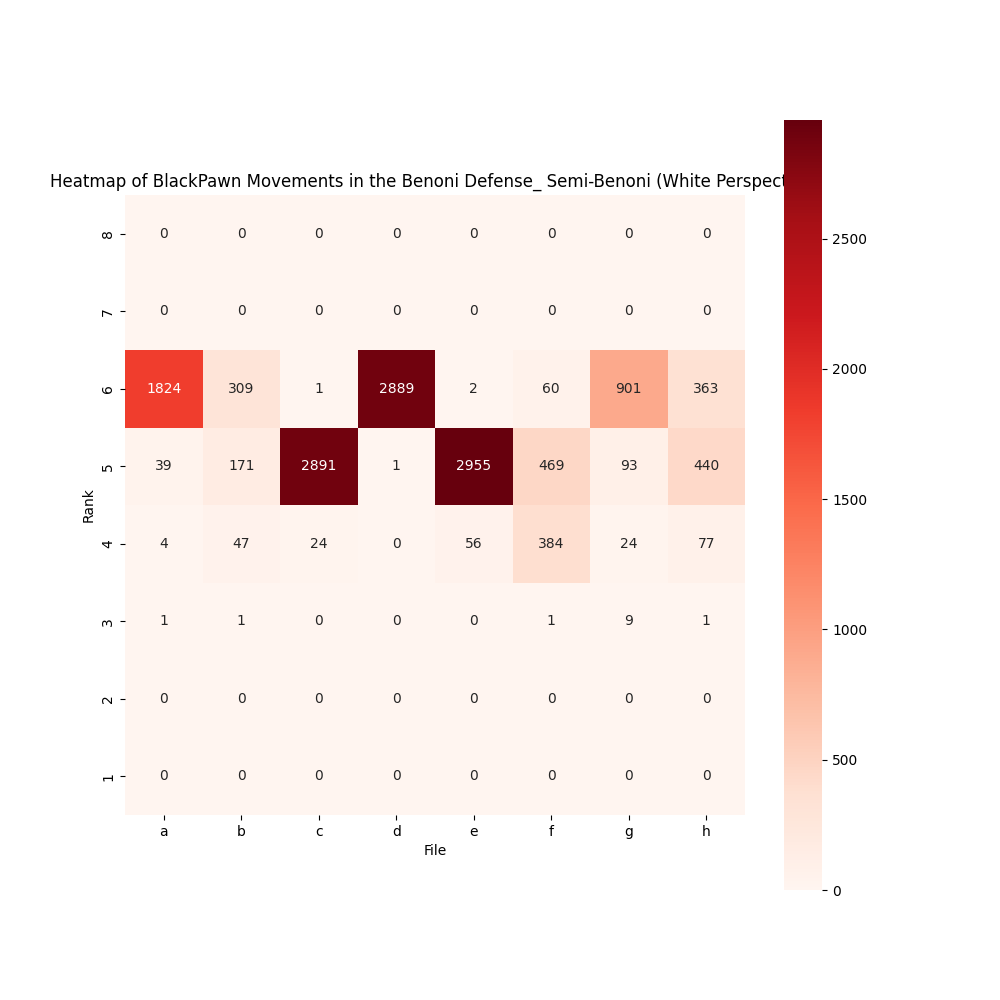 Heatmap of BlackPawn Movements in the Benoni Defense_ Semi-Benoni (White Perspect
8 0 0 0 0 0 0 0 0
2500
7 0 0 0 0 0 0 0 0
2000
6 1824 309 1 2889 2 60 901 363
5 39 171 2891 1 2955 469 93 440
1500
Rank
4 4 47 24 0 56 384 24 77
3 1 1 0 0 0 1 9 1
1000
2 0 0 0 0 0 0 0 0
500
1 0 0 0 0 0 0 0 0
a b c d e f g h
File
0